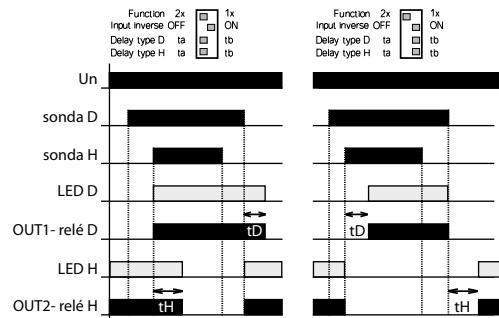 Function 2x 1x
Input inverse OFF ON
Delay type D ta tb
Delay type H ta tb
Function 2x 1x
Input inverse OFF ON
Delay type D ta tb
Delay type H ta tb
Un
sonda D
sonda H
LED D
OUT1- relé D tD tD
LED H
OUT2- relé H tH tH